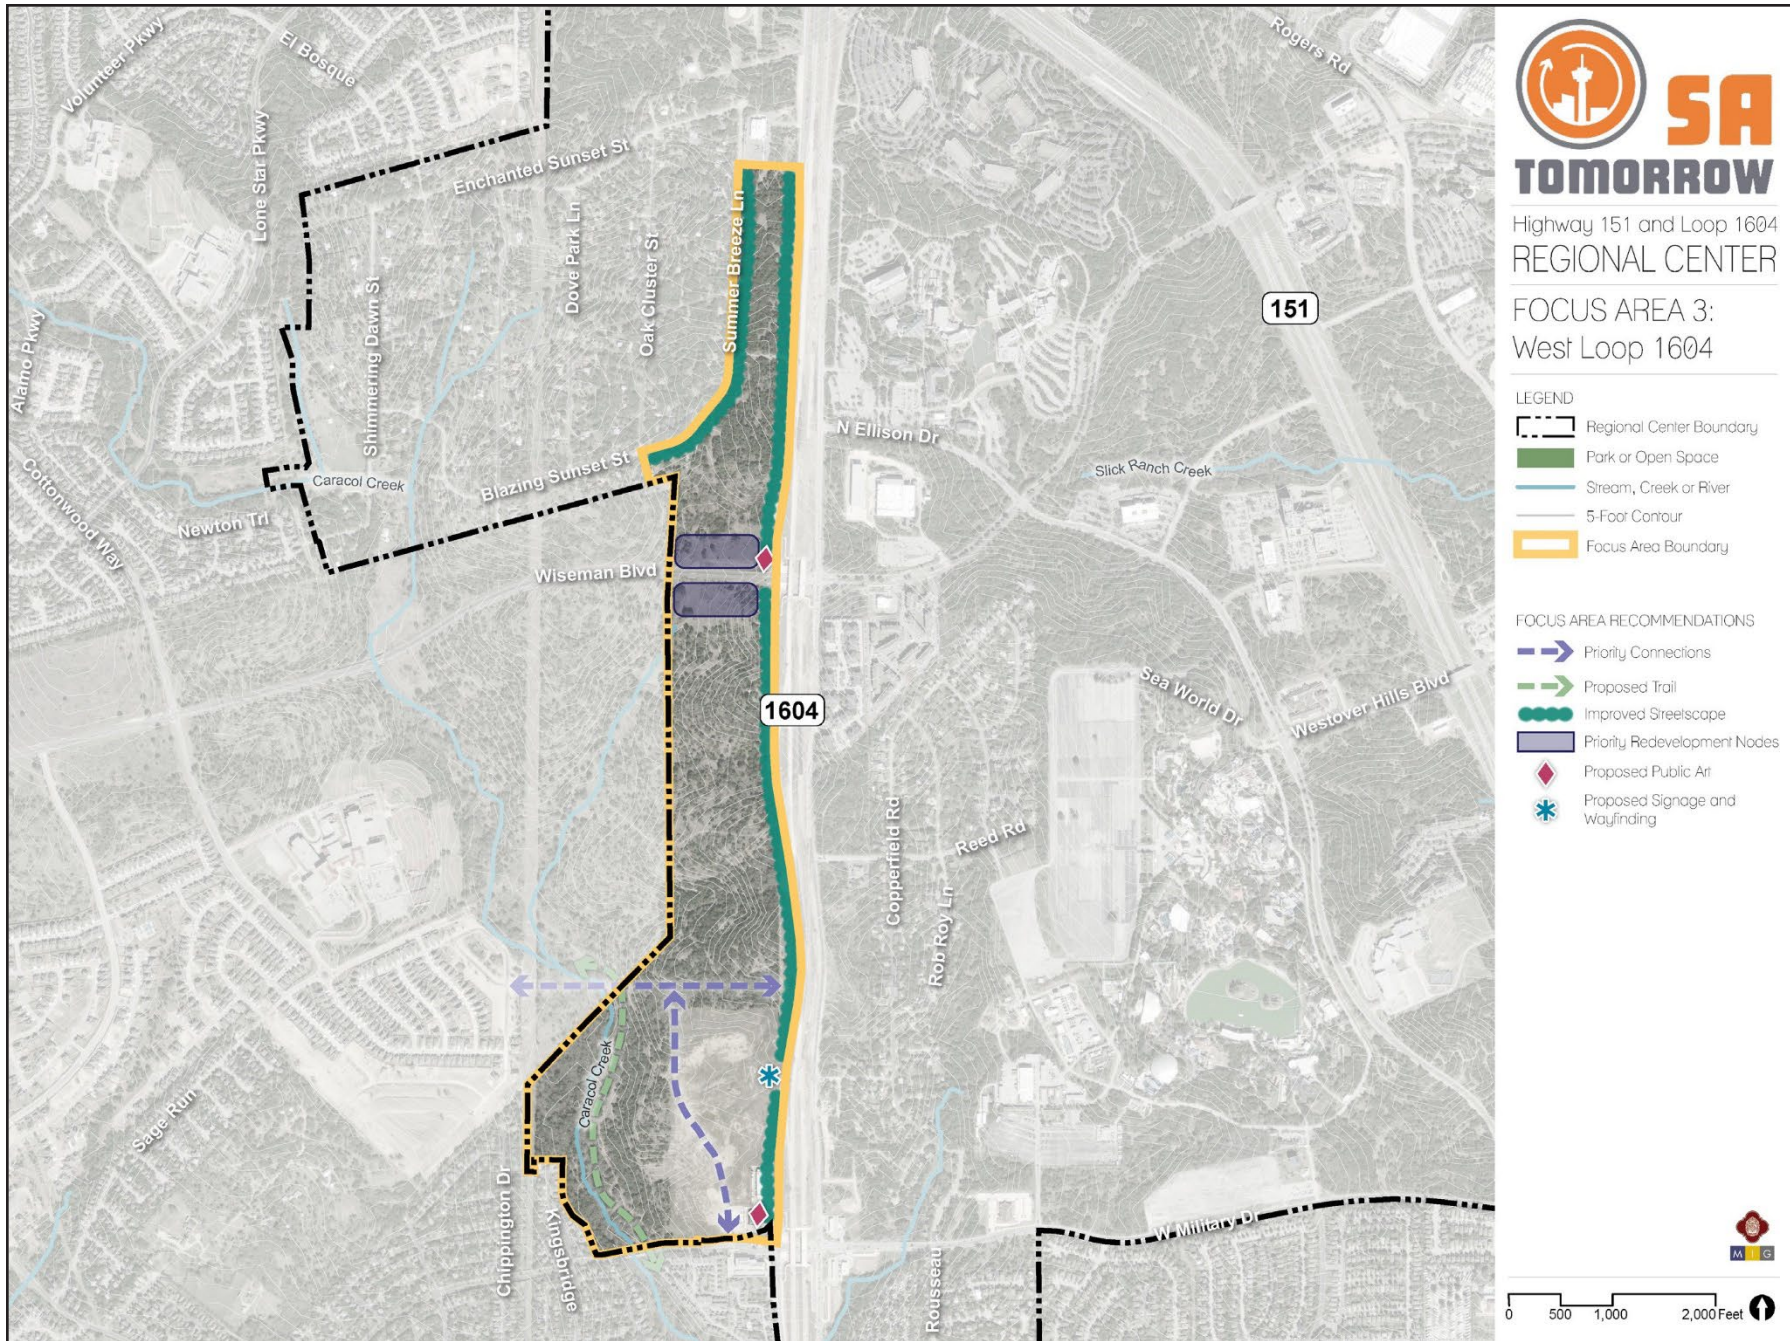 Volunteer Pkwy
El Bosque
Rogers Rd
Lone Star Pkwy
Enchanted Sunset St
Dove Park Ln
Oak Cluster St
Summer Breeze Ln
Shimmering Dawn St
Alamo Pkwy
151
N Ellison Dr
Slick Ranch Creek
Blazing Sunset St
Caracol Creek
Cottonwood Way
Newton Trl
Wiseman Blvd
1604
Sea World Dr
Westover Hills Blvd
Copperfield Rd
Reed Rd
Rob Roy Ln
Caracol Creek
Sage Run
Chippington Dr
Kingsbridge
Rousseau
W Military Dr
SA
TOMORROW
Highway 151 and Loop 1604
REGIONAL CENTER
FOCUS AREA 3:
West Loop 1604
LEGEND
Regional Center Boundary
Park or Open Space
Stream, Creek or River
5-Foot Contour
Focus Area Boundary
FOCUS AREA RECOMMENDATIONS
Priority Connections
Proposed Trail
Improved Streetscape
Priority Redevelopment Nodes
Proposed Public Art
Proposed Signage and
Wayfinding
M I G
0 500 1,000 2,000 Feet